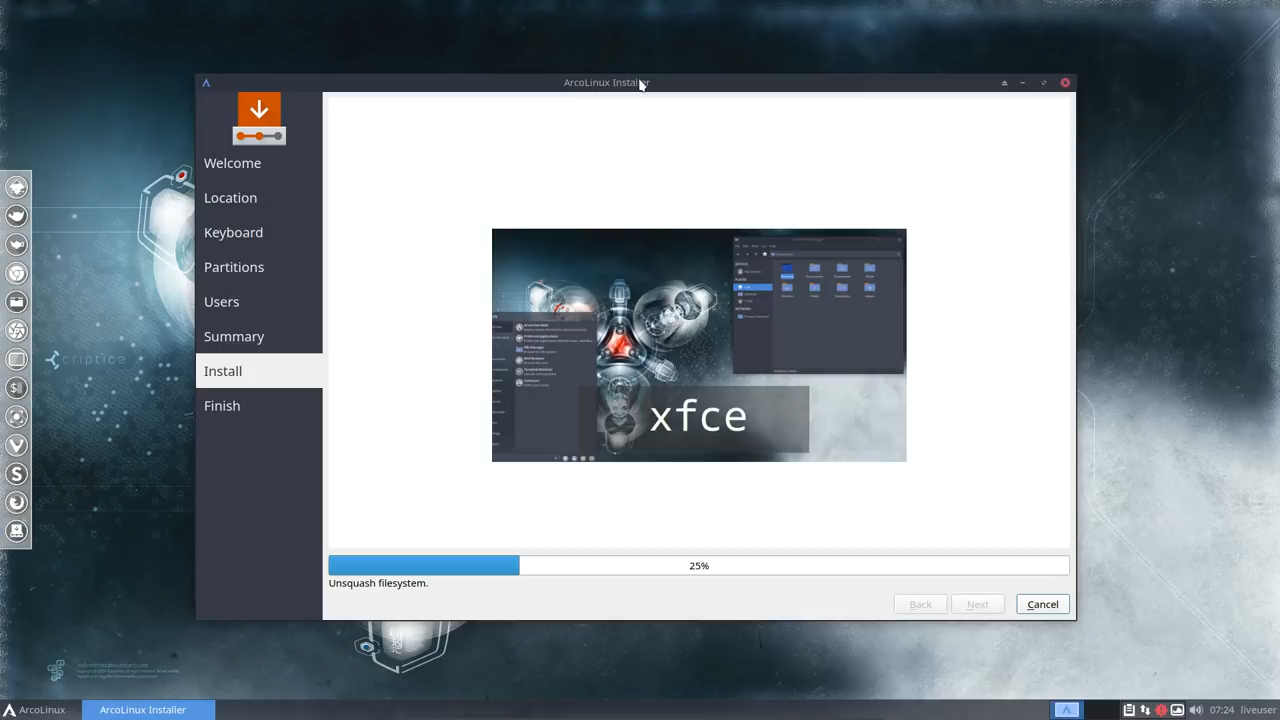 ArcoLinux Installer
Welcome
Location
Keyboard
Partitions
Users
Summary
Install
Finish
criptica
xfce
25%
Unsquash filesystem.
Back
Next
Cancel
ArcoLinux
ArcoLinux Installer
07:24
liveuser